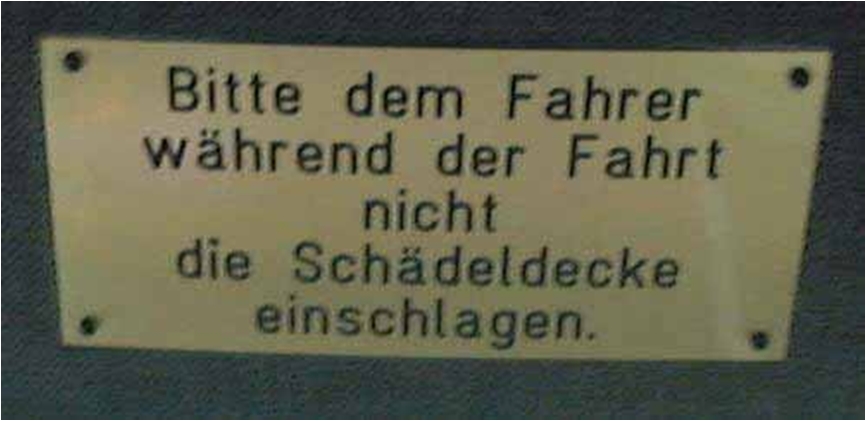 Bitte dem Fahrer
während der Fahrt
nicht
die Schädeldecke
einschlagen.